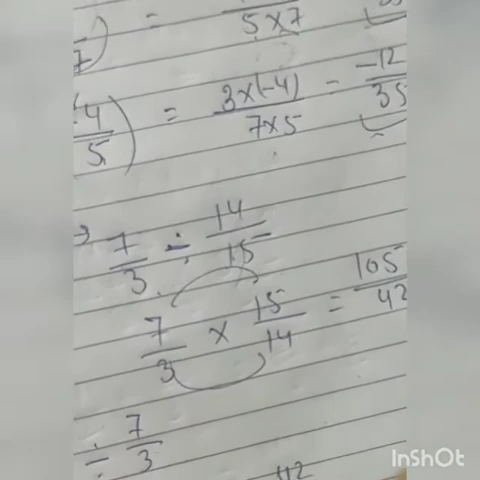 ) = 5×7
4/5) = 3×(-4)/7×5 = -12/35
7/3 ÷ 14/15
7/3 × 15/14 = 105/42
÷ 7/3
InShOt